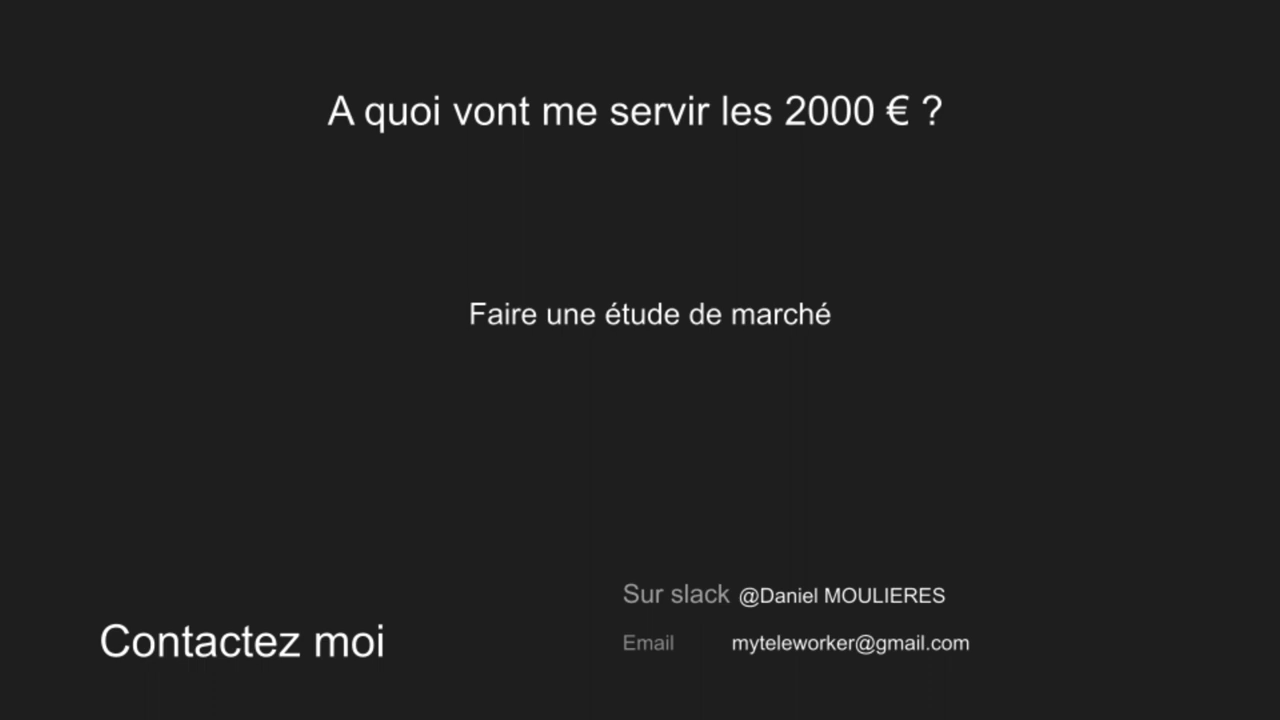 A quoi vont me servir les 2000 € ?
Faire une étude de marché
Sur slack @Daniel MOULIERES
Contactez moi
Email myteleworker@gmail.com